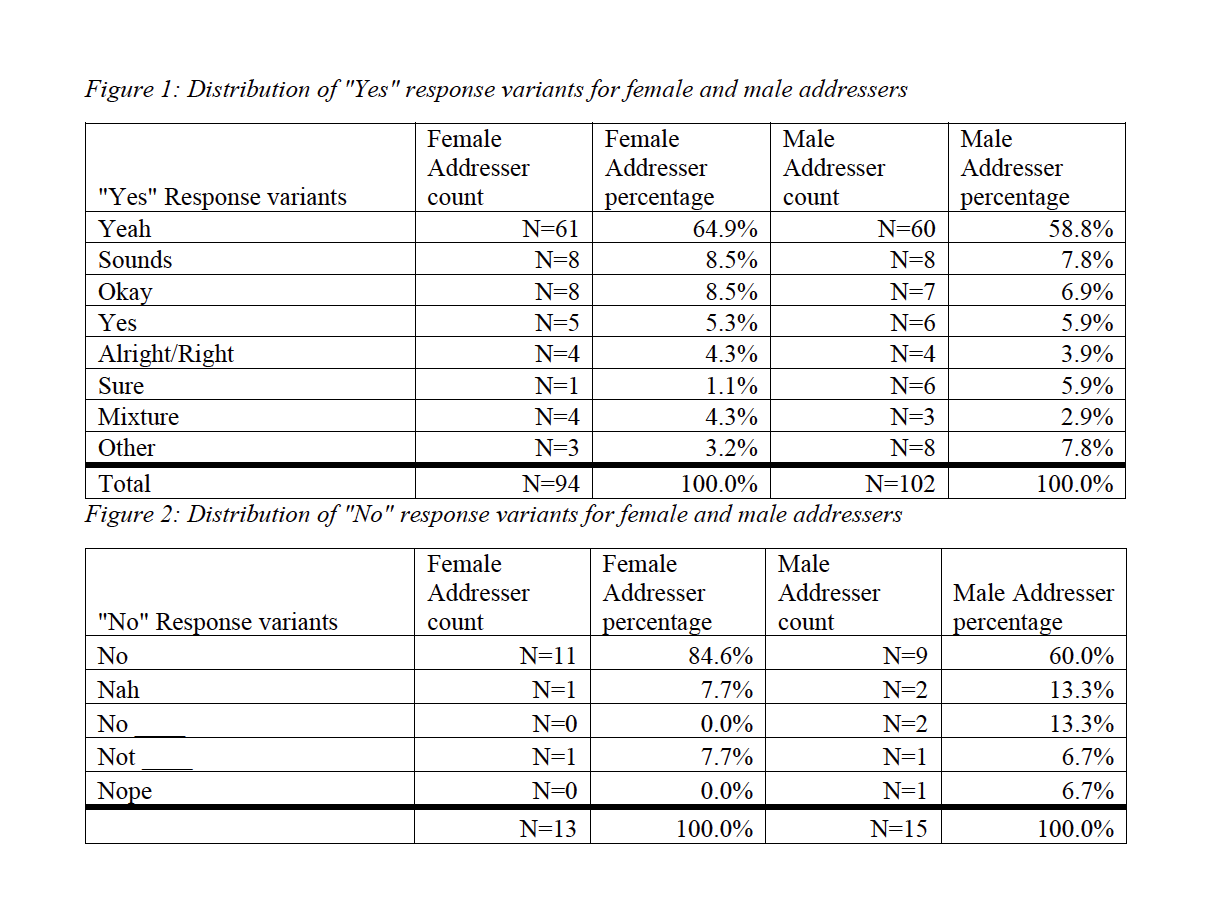 Figure 1: Distribution of "Yes" response variants for female and male addressers
"Yes" Response variants Female Addresser count Female Addresser percentage Male Addresser count Male Addresser percentage
Yeah N=61 64.9% N=60 58.8%
Sounds N=8 8.5% N=8 7.8%
Okay N=8 8.5% N=7 6.9%
Yes N=5 5.3% N=6 5.9%
Alright/Right N=4 4.3% N=4 3.9%
Sure N=1 1.1% N=6 5.9%
Mixture N=4 4.3% N=3 2.9%
Other N=3 3.2% N=8 7.8%
Total N=94 100.0% N=102 100.0%
Figure 2: Distribution of "No" response variants for female and male addressers
"No" Response variants Female Addresser count Female Addresser percentage Male Addresser count Male Addresser percentage
No N=11 84.6% N=9 60.0%
Nah N=1 7.7% N=2 13.3%
No ____ N=0 0.0% N=2 13.3%
Not ____ N=1 7.7% N=1 6.7%
Nope N=0 0.0% N=1 6.7%
N=13 100.0% N=15 100.0%